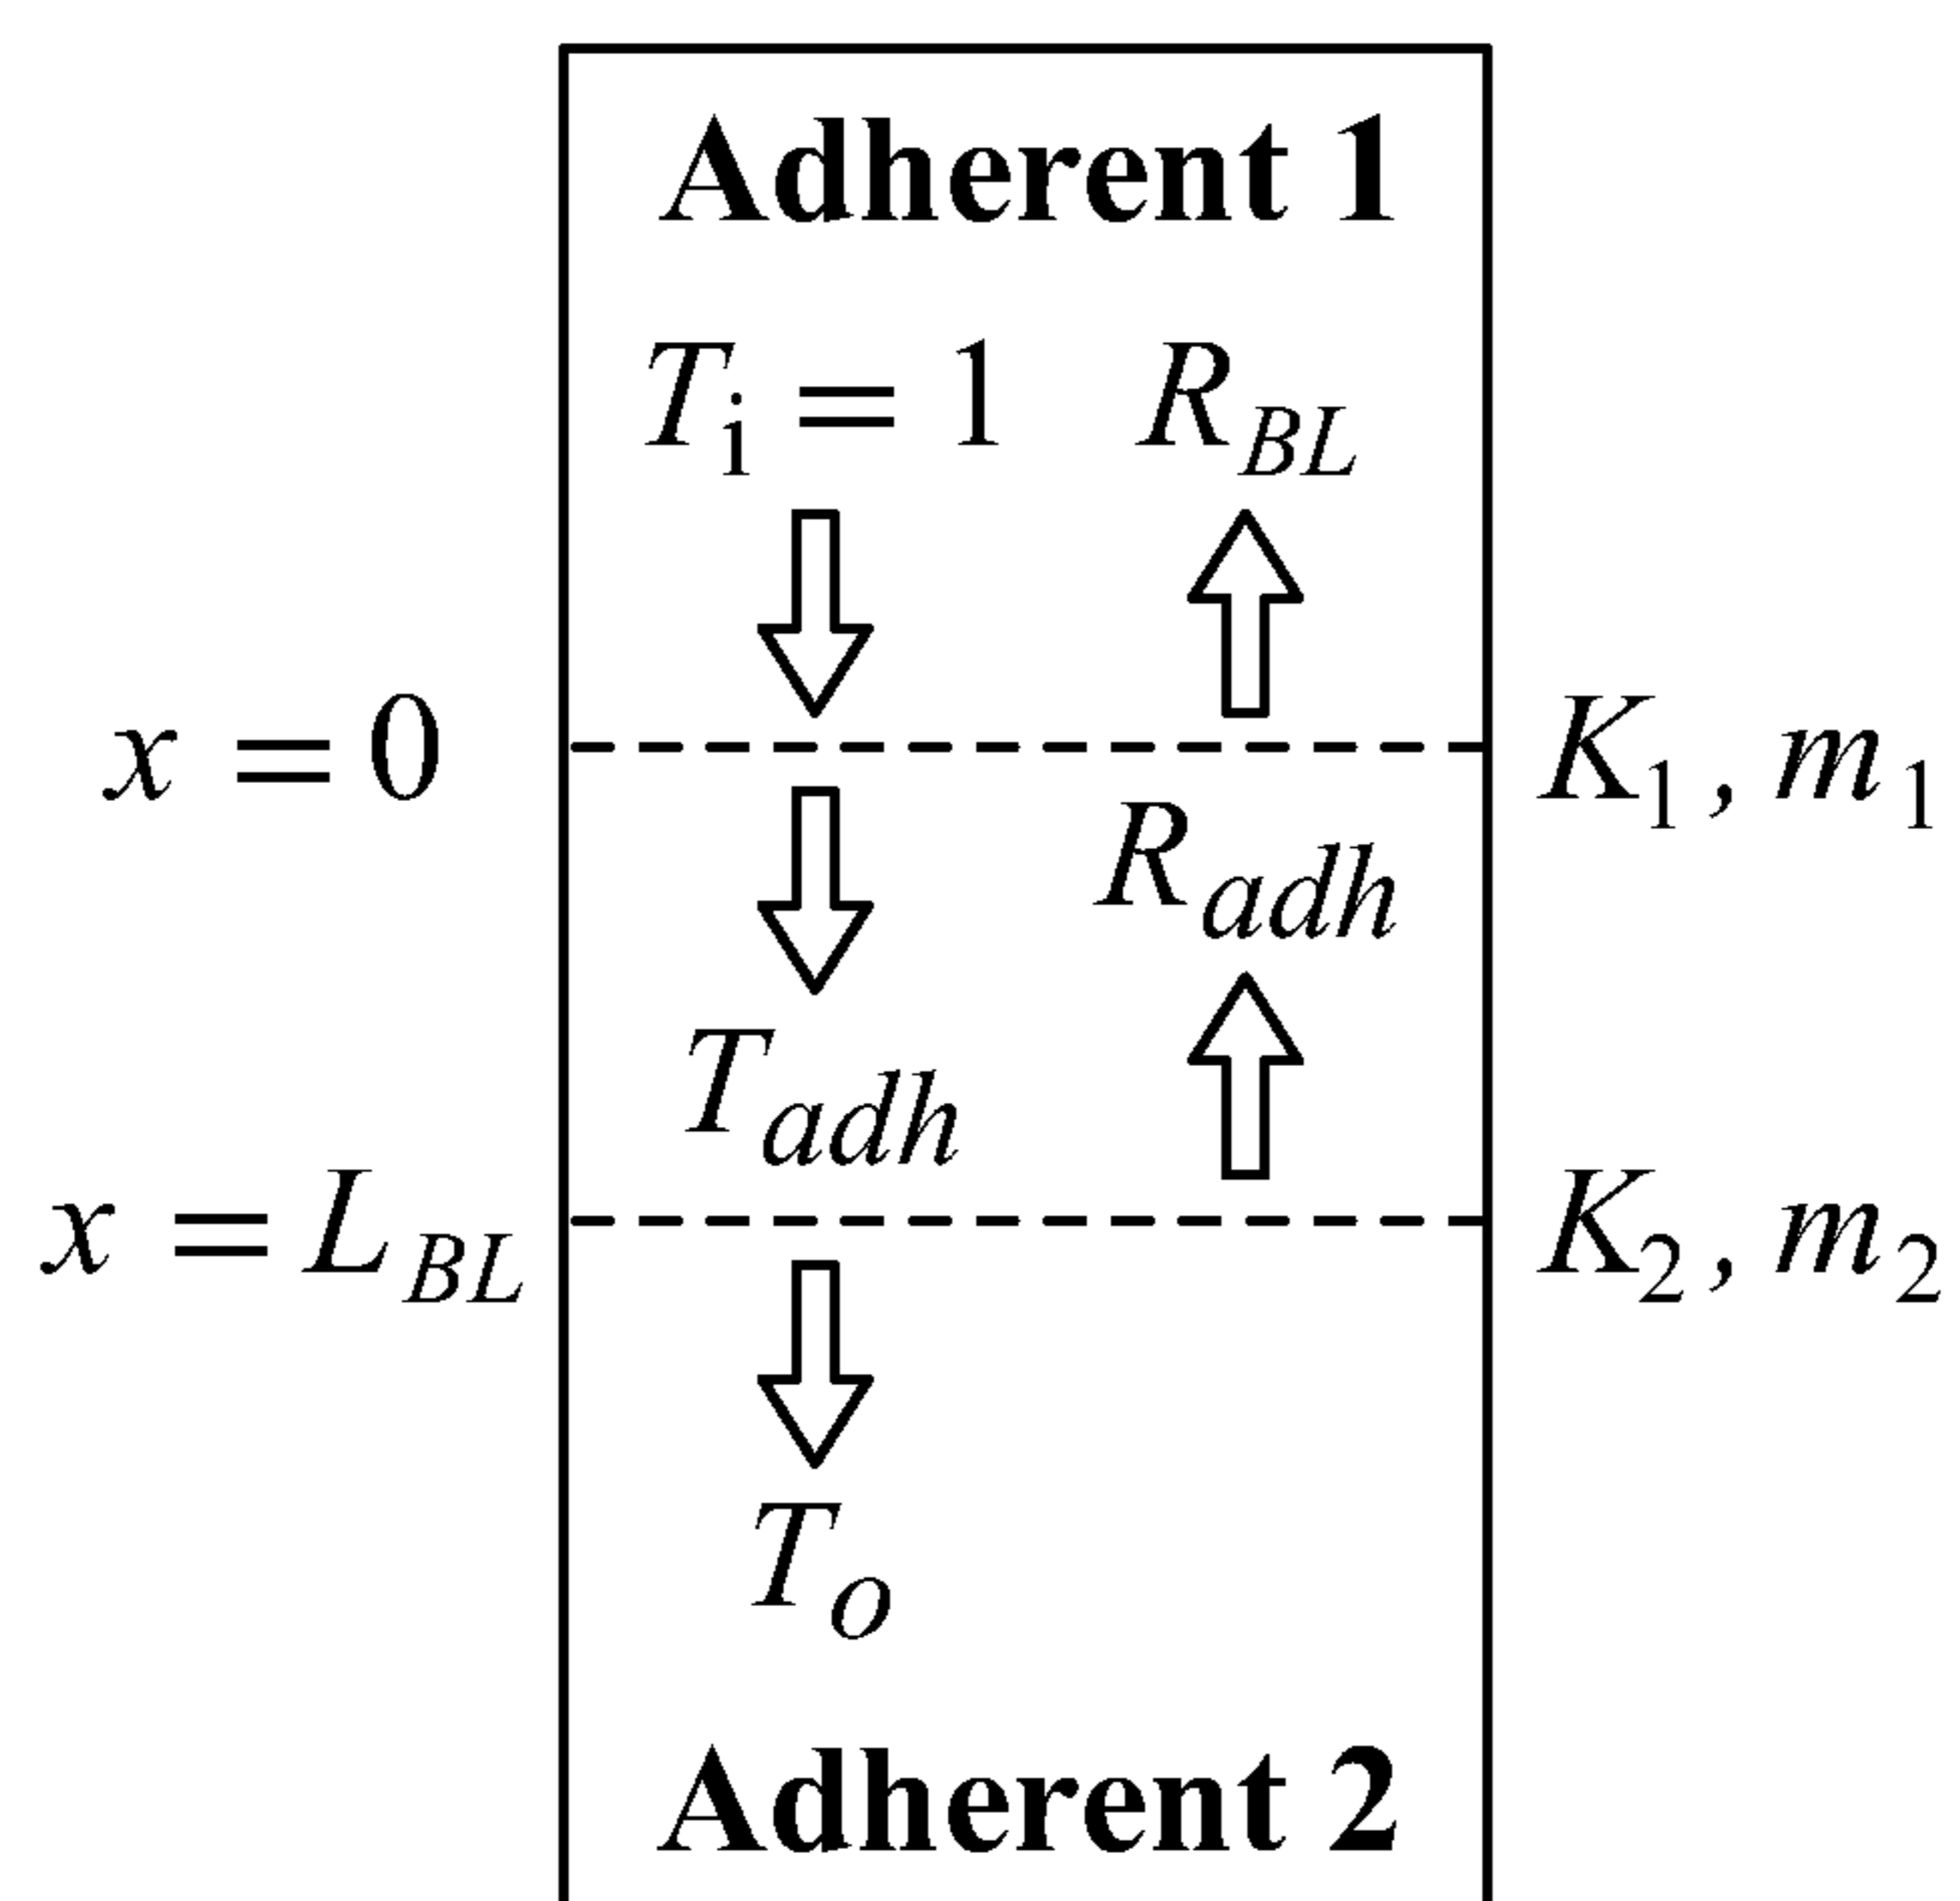 Adherent 1
T_i = 1 R_BL
x = 0 K_1, m_1
R_adh
T_adh
x = L_BL K_2, m_2
T_o
Adherent 2